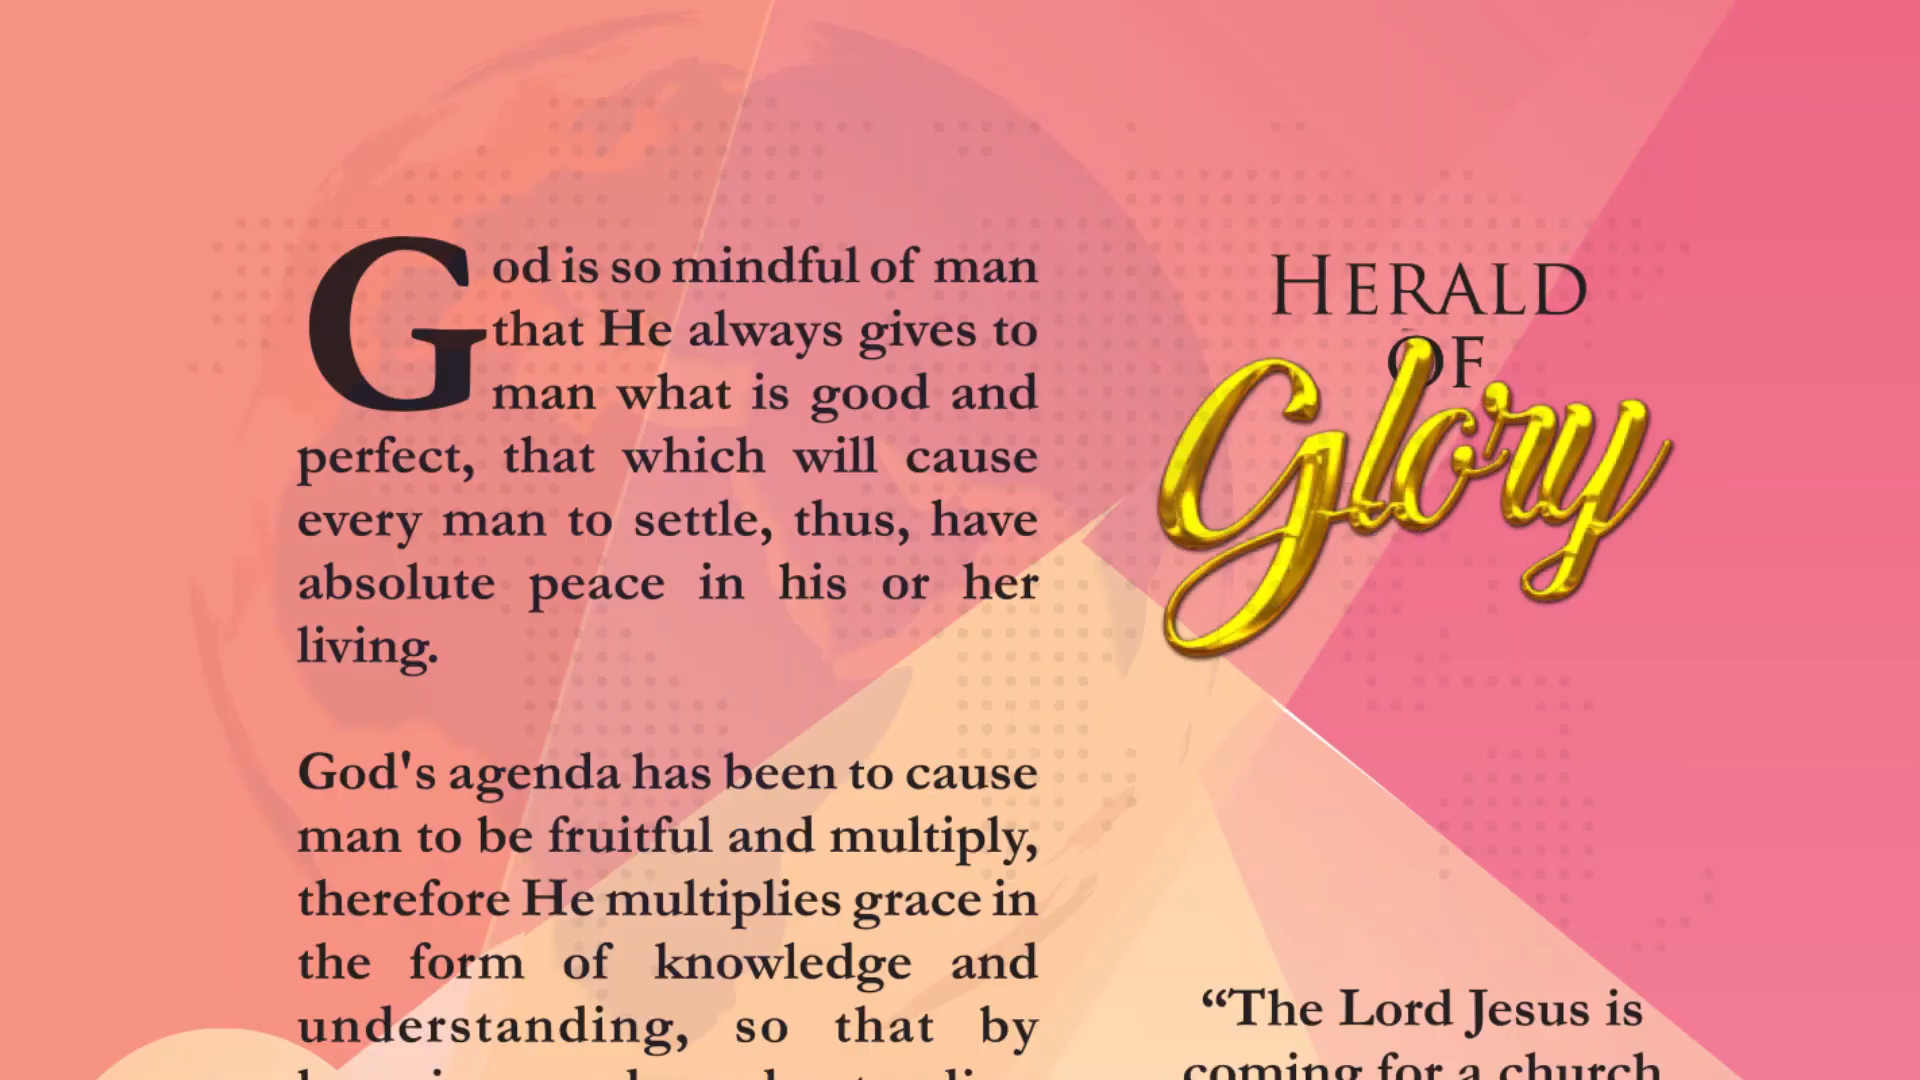 God is so mindful of man
that He always gives to
man what is good and
perfect, that which will cause
every man to settle, thus, have
absolute peace in his or her
living.
God's agenda has been to cause
man to be fruitful and multiply,
therefore He multiplies grace in
the form of knowledge and
understanding, so that by
HERALD
OF
Glory
“The Lord Jesus is
coming for a church